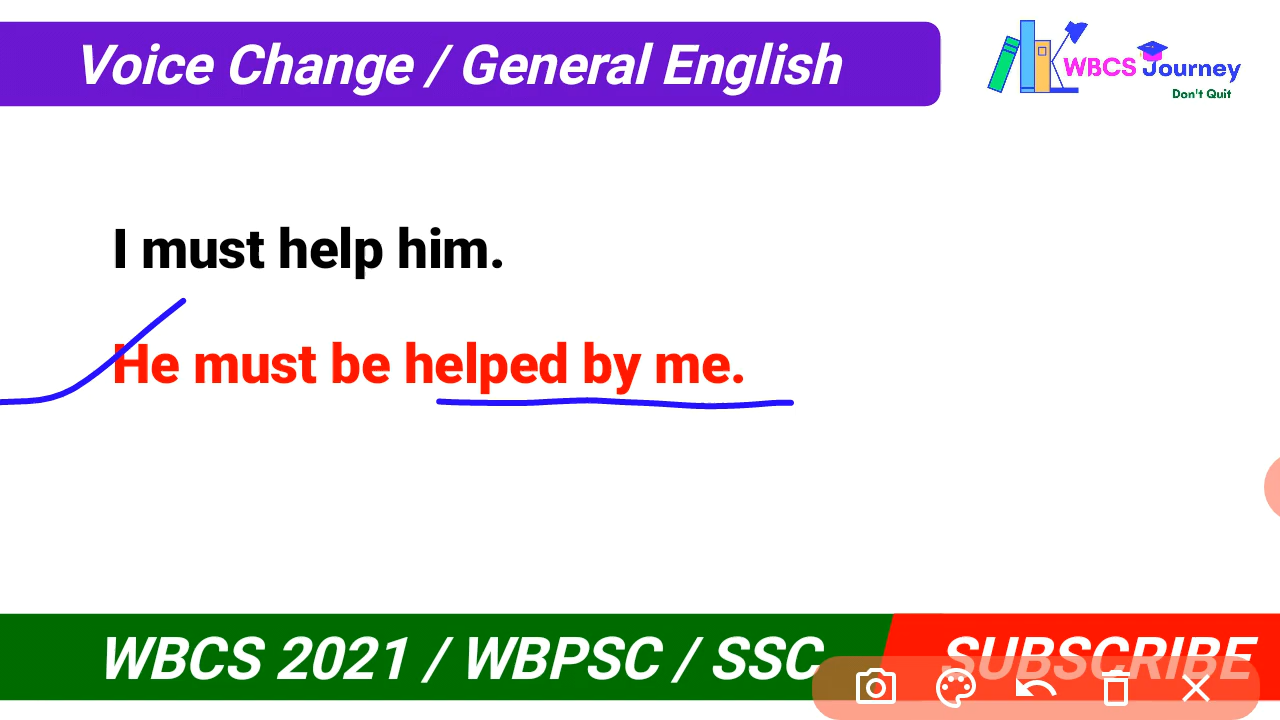 Voice Change / General English
WBCS Journey
Don't Quit
I must help him.
He must be helped by me.
WBCS 2021 / WBPSC / SSC
SUBSCRIBE